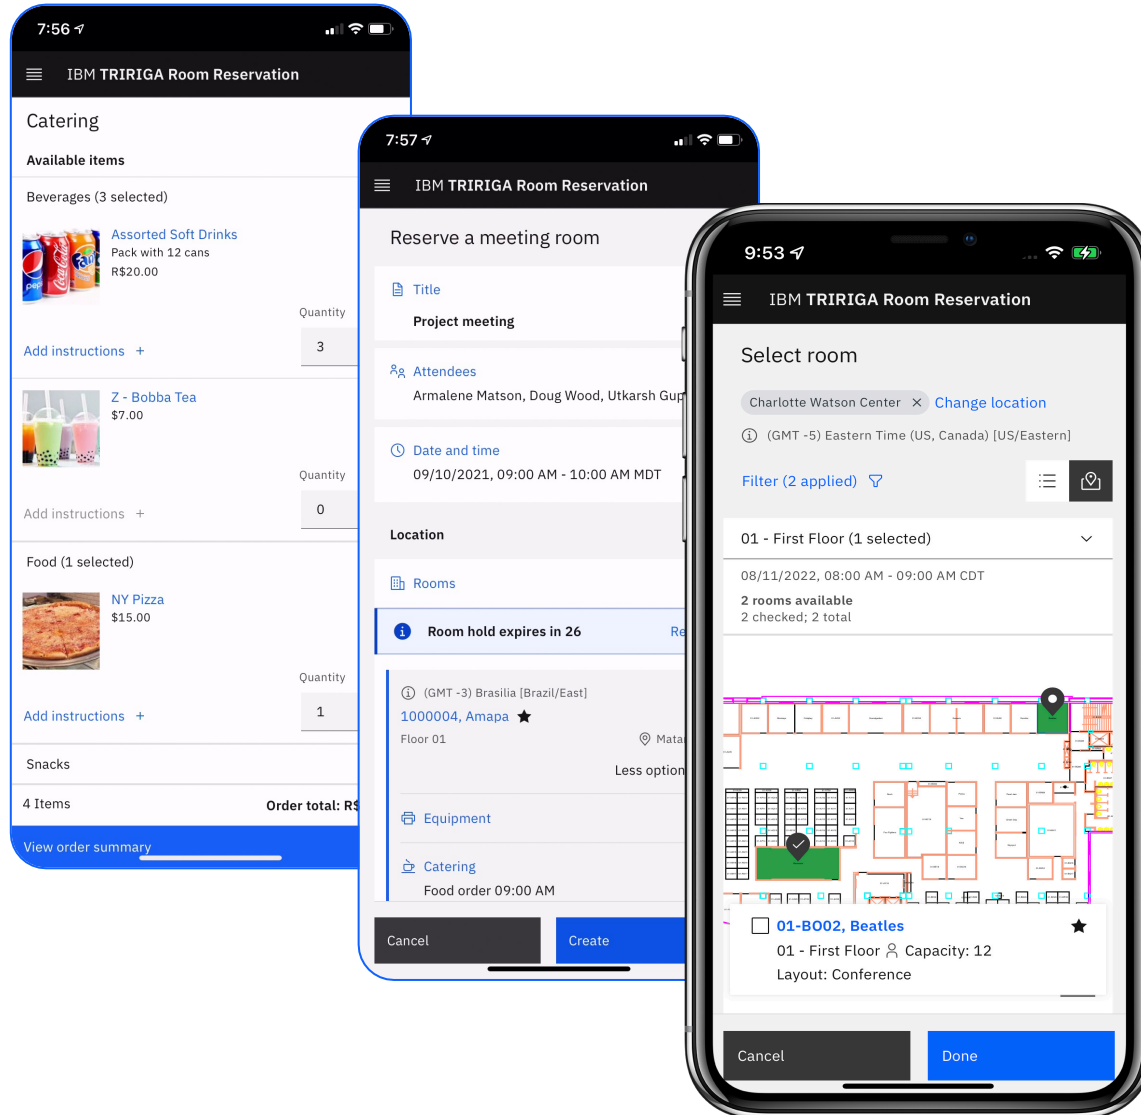 7:56
IBM TRIRIGA Room Reservation
Catering
Available items
Beverages (3 selected)
Assorted Soft Drinks
Pack with 12 cans
R$20.00
Quantity
Add instructions +
3
Z - Bobba Tea
$7.00
Quantity
Add instructions +
0
Food (1 selected)
NY Pizza
$15.00
Quantity
Add instructions +
1
Snacks
4 Items
Order total: R$
View order summary
7:57
IBM TRIRIGA Room Reservation
Reserve a meeting room
Title
Project meeting
Attendees
Armalene Matson, Doug Wood, Utkarsh Gup
Date and time
09/10/2021, 09:00 AM - 10:00 AM MDT
Location
Rooms
Room hold expires in 26
Re
(GMT -3) Brasilia [Brazil/East]
1000004, Amapa
Floor 01
Matar
Less option
Equipment
Catering
Food order 09:00 AM
Cancel
Create
9:53
IBM TRIRIGA Room Reservation
Select room
Charlotte Watson Center
Change location
(GMT -5) Eastern Time (US, Canada) [US/Eastern]
Filter (2 applied)
01 - First Floor (1 selected)
08/11/2022, 08:00 AM - 09:00 AM CDT
2 rooms available
2 checked; 2 total
01-BO02, Beatles
01 - First Floor Capacity: 12
Layout: Conference
Cancel
Done